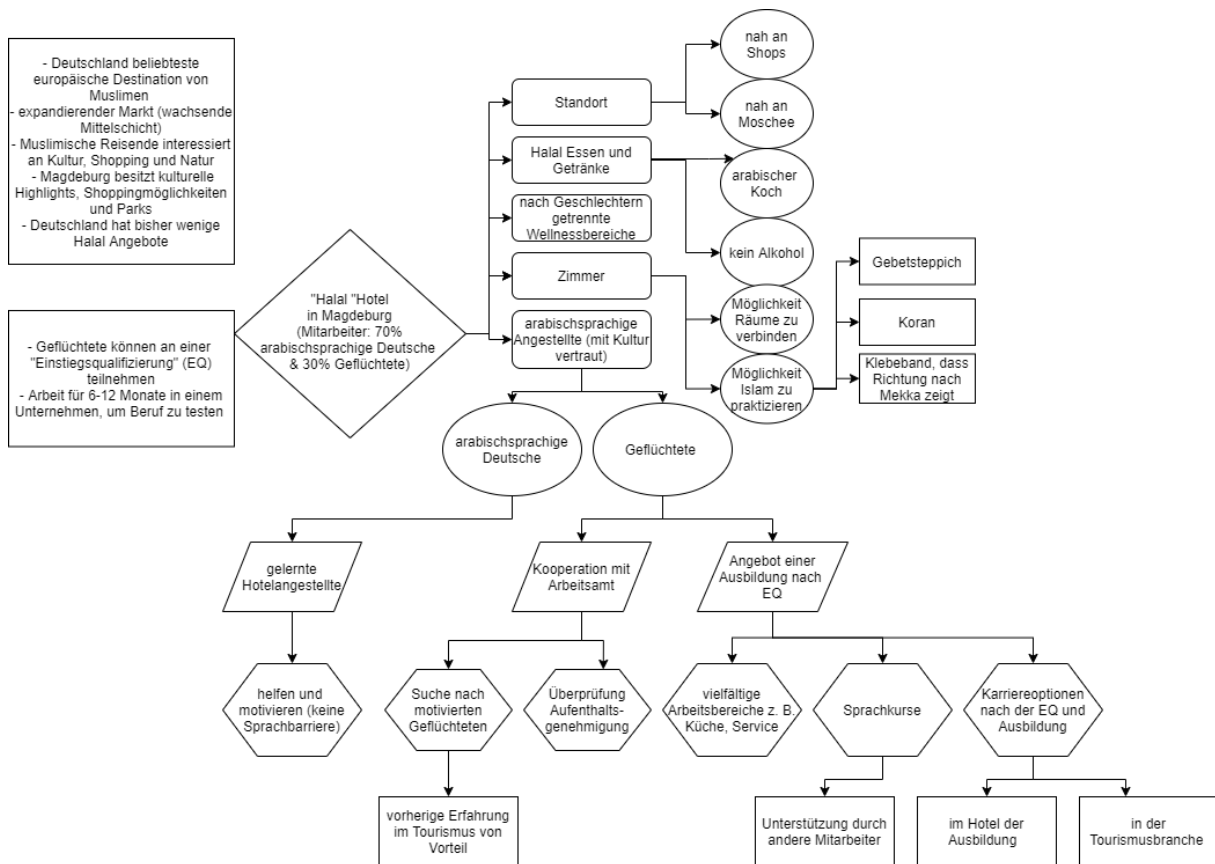 - Deutschland beliebteste
europäische Destination von
Muslimen
- expandierender Markt (wachsende
Mittelschicht)
- Muslimische Reisende interessiert
an Kultur, Shopping und Natur
- Magdeburg besitzt kulturelle
Highlights, Shoppingmöglichkeiten
und Parks
- Deutschland hat bisher wenige
Halal Angebote
- Geflüchtete können an einer
"Einstiegsqualifizierung" (EQ)
teilnehmen
- Arbeit für 6-12 Monate in einem
Unternehmen, um Beruf zu testen
"Halal "Hotel
in Magdeburg
(Mitarbeiter: 70%
arabischsprachige Deutsche
& 30% Geflüchtete)
Standort
nah an
Shops
nah an
Moschee
Halal Essen und
Getränke
arabischer
Koch
kein Alkohol
nach Geschlechtern
getrennte
Wellnessbereiche
Zimmer
Möglichkeit
Räume zu
verbinden
Möglichkeit
Islam zu
praktizieren
Gebetsteppich
Koran
Klebeband, dass
Richtung nach
Mekka zeigt
arabischsprachige
Angestellte (mit Kultur
vertraut)
arabischsprachige
Deutsche
Geflüchtete
gelernte
Hotelangestellte
Kooperation mit
Arbeitsamt
Angebot einer
Ausbildung nach
EQ
helfen und
motivieren (keine
Sprachbarriere)
Suche nach
motivierten
Geflüchteten
Überprüfung
Aufenthalts-
genehmigung
vielfältige
Arbeitsbereiche z. B.
Küche, Service
Sprachkurse
Karriereoptionen
nach der EQ und
Ausbildung
vorherige Erfahrung
im Tourismus von
Vorteil
Unterstützung durch
andere Mitarbeiter
im Hotel der
Ausbildung
in der
Tourismusbranche